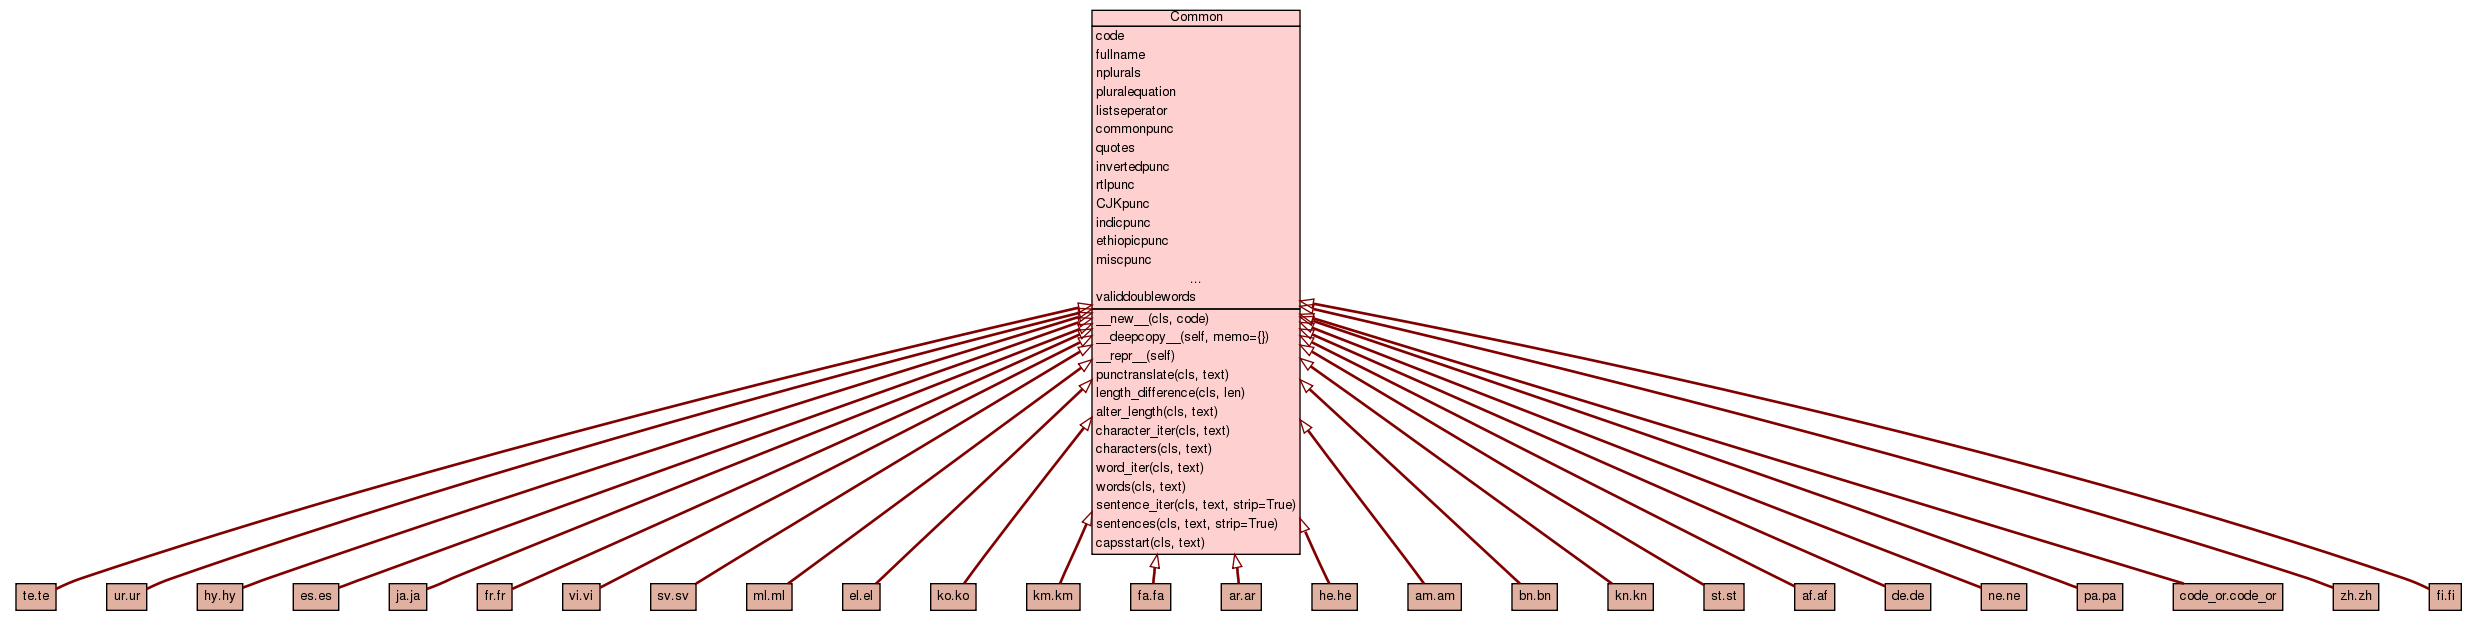 Common
code
fullname
nplurals
pluralequation
listseperator
commonpunc
quotes
invertedpunc
rtlpunc
CJKpunc
indicpunc
ethiopicpunc
miscpunc
...
validdoublewords
__new__(cls, code)
__deepcopy__(self, memo={})
__repr__(self)
punctranslate(cls, text)
length_difference(cls, len)
alter_length(cls, text)
character_iter(cls, text)
characters(cls, text)
word_iter(cls, text)
words(cls, text)
sentence_iter(cls, text, strip=True)
sentences(cls, text, strip=True)
capsstart(cls, text)
te.te ur.ur hy.hy es.es ja.ja fr.fr vi.vi sv.sv ml.ml el.el ko.ko km.km fa.fa ar.ar he.he am.am bn.bn kn.kn st.st af.af de.de ne.ne pa.pa code_or.code_or zh.zh fi.fi